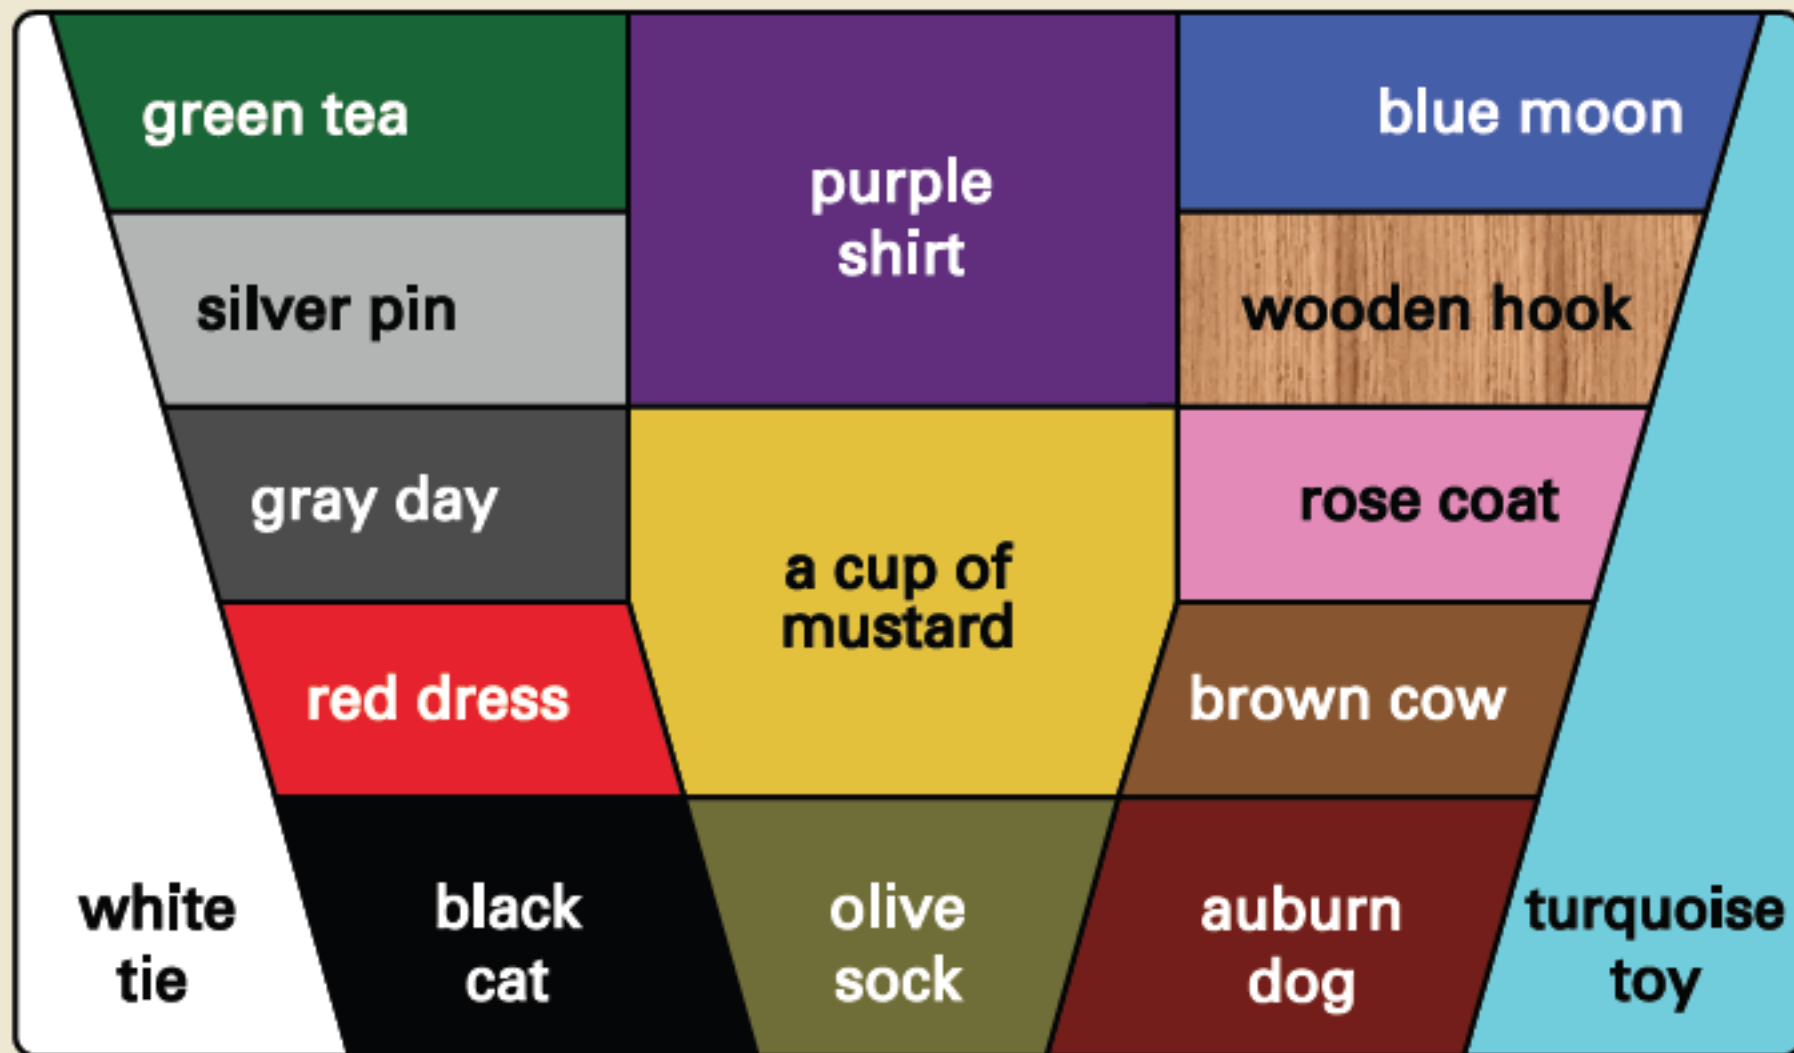 green tea
purple
shirt
blue moon
silver pin
wooden hook
gray day
a cup of
mustard
rose coat
red dress
brown cow
white
tie
black
cat
olive
sock
auburn
dog
turquoise
toy